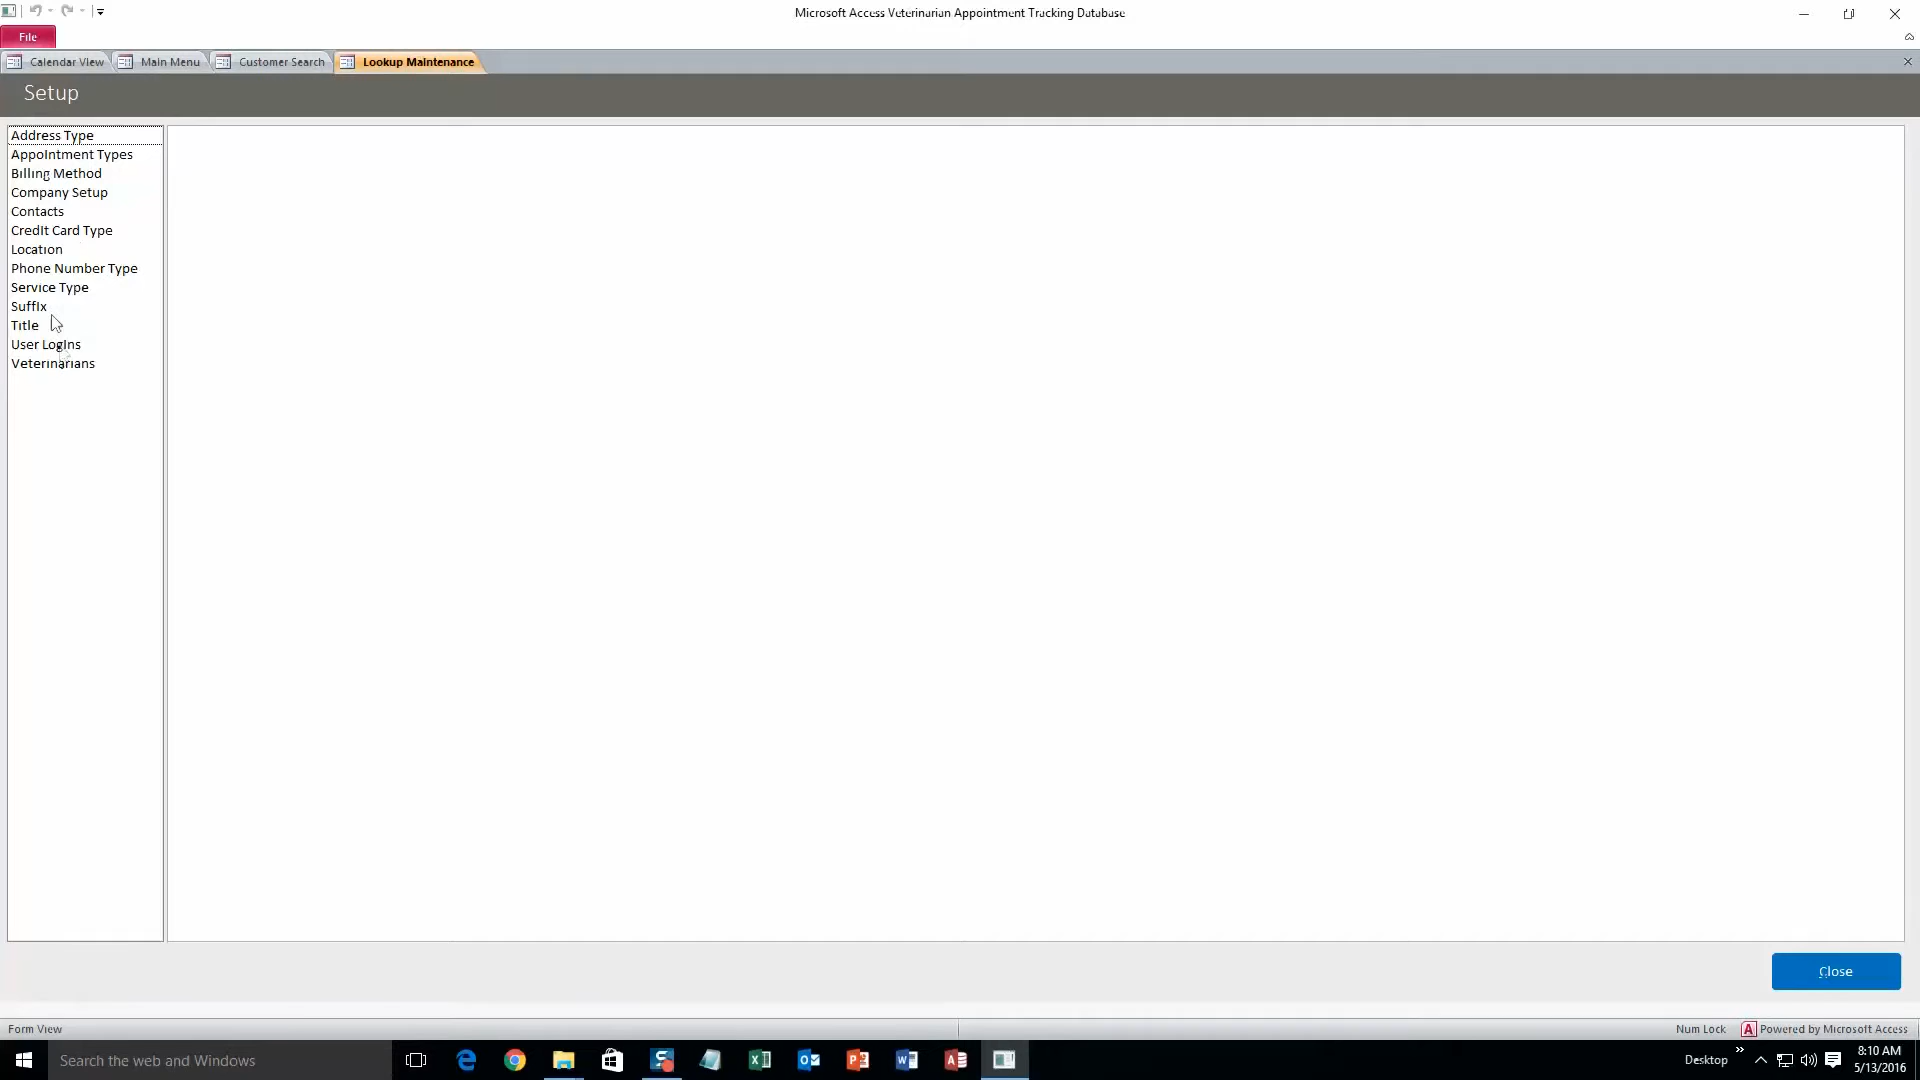 Microsoft Access Veterinarian Appointment Tracking Database
File
Calendar View
Main Menu
Customer Search
Lookup Maintenance
Setup
Address Type
Appointment Types
Billing Method
Company Setup
Contacts
Credit Card Type
Location
Phone Number Type
Service Type
Suffix
Title
User Logins
Veterinarians
Close
Form View
Num Lock
Powered by Microsoft Access
Search the web and Windows
Desktop
8:10 AM
5/13/2016